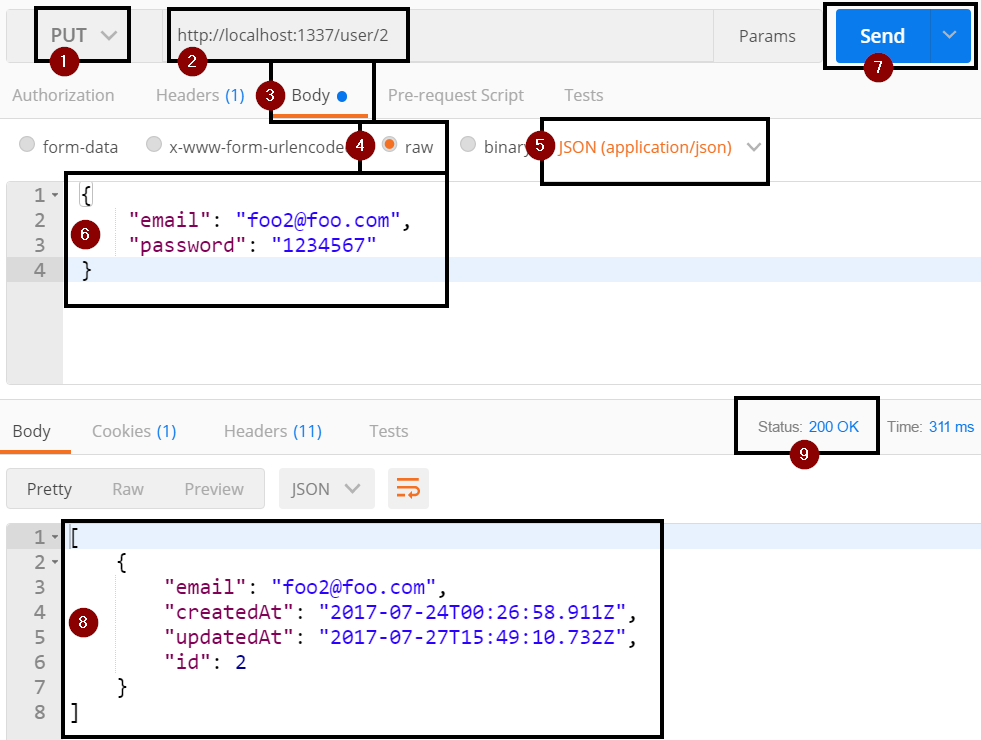 PUT http://localhost:1337/user/2 Params Send
1 2 7
Authorization Headers (1) 3 Body Pre-request Script Tests
form-data x-www-form-urlencode 4 raw binary 5 JSON (application/json)
1 {
2 "email": "foo2@foo.com",
6
3 "password": "1234567"
4 }
Body Cookies (1) Headers (11) Tests Status: 200 OK Time: 311 ms
9
Pretty Raw Preview JSON
1 [
2 {
3 "email": "foo2@foo.com",
4 "createdAt": "2017-07-24T00:26:58.911Z",
8
5 "updatedAt": "2017-07-27T15:49:10.732Z",
6 "id": 2
7 }
8 ]